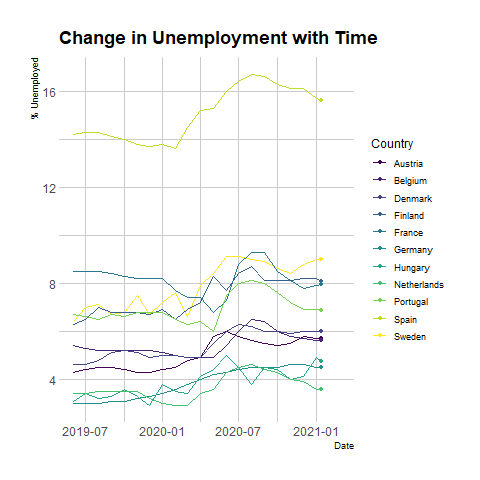 Change in Unemployment with Time
% Unemployed
16
12
8
4
2019-07
2020-01
2020-07
2021-01
Date
Country
Austria
Belgium
Denmark
Finland
France
Germany
Hungary
Netherlands
Portugal
Spain
Sweden